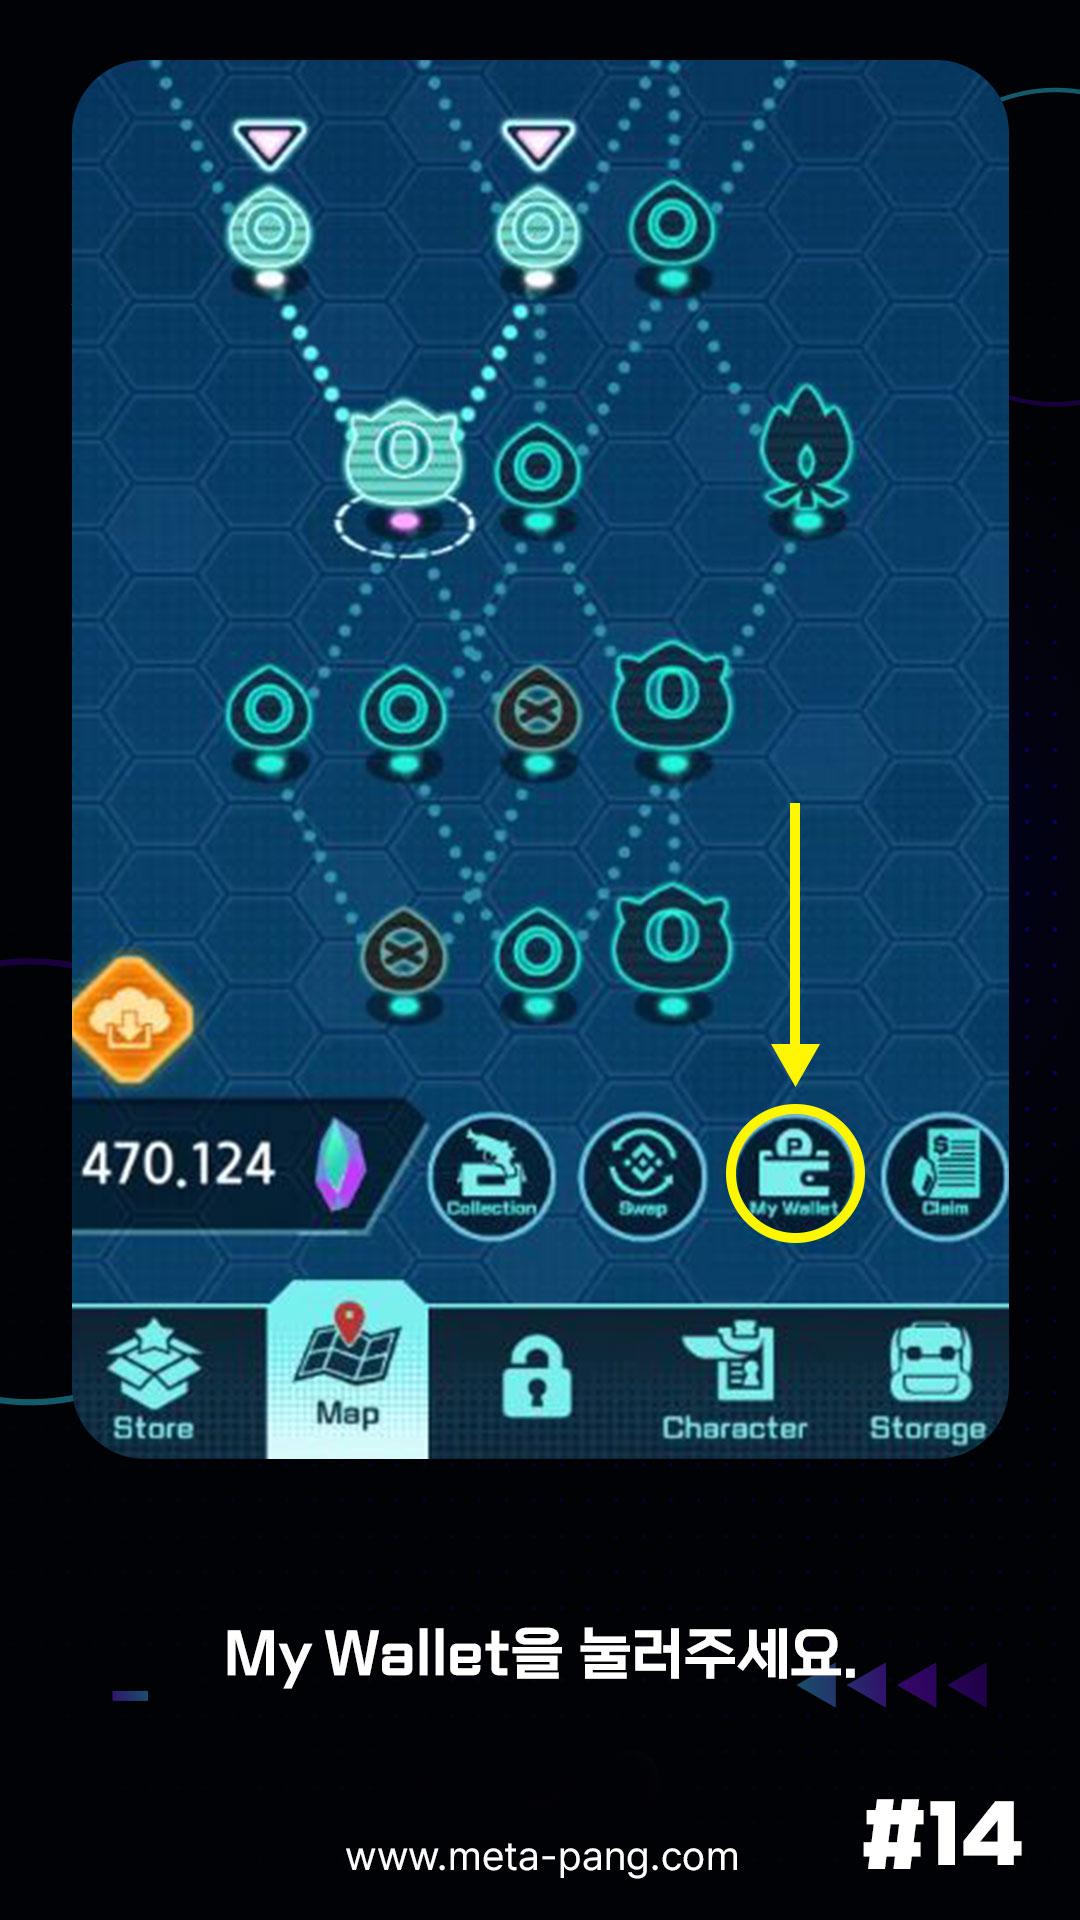 470.124
Collection
Swap
P
My Wallet
$
Claim
Store
Map
Character
Storage
My Wallet을 눌러주세요.
#14
www.meta-pang.com